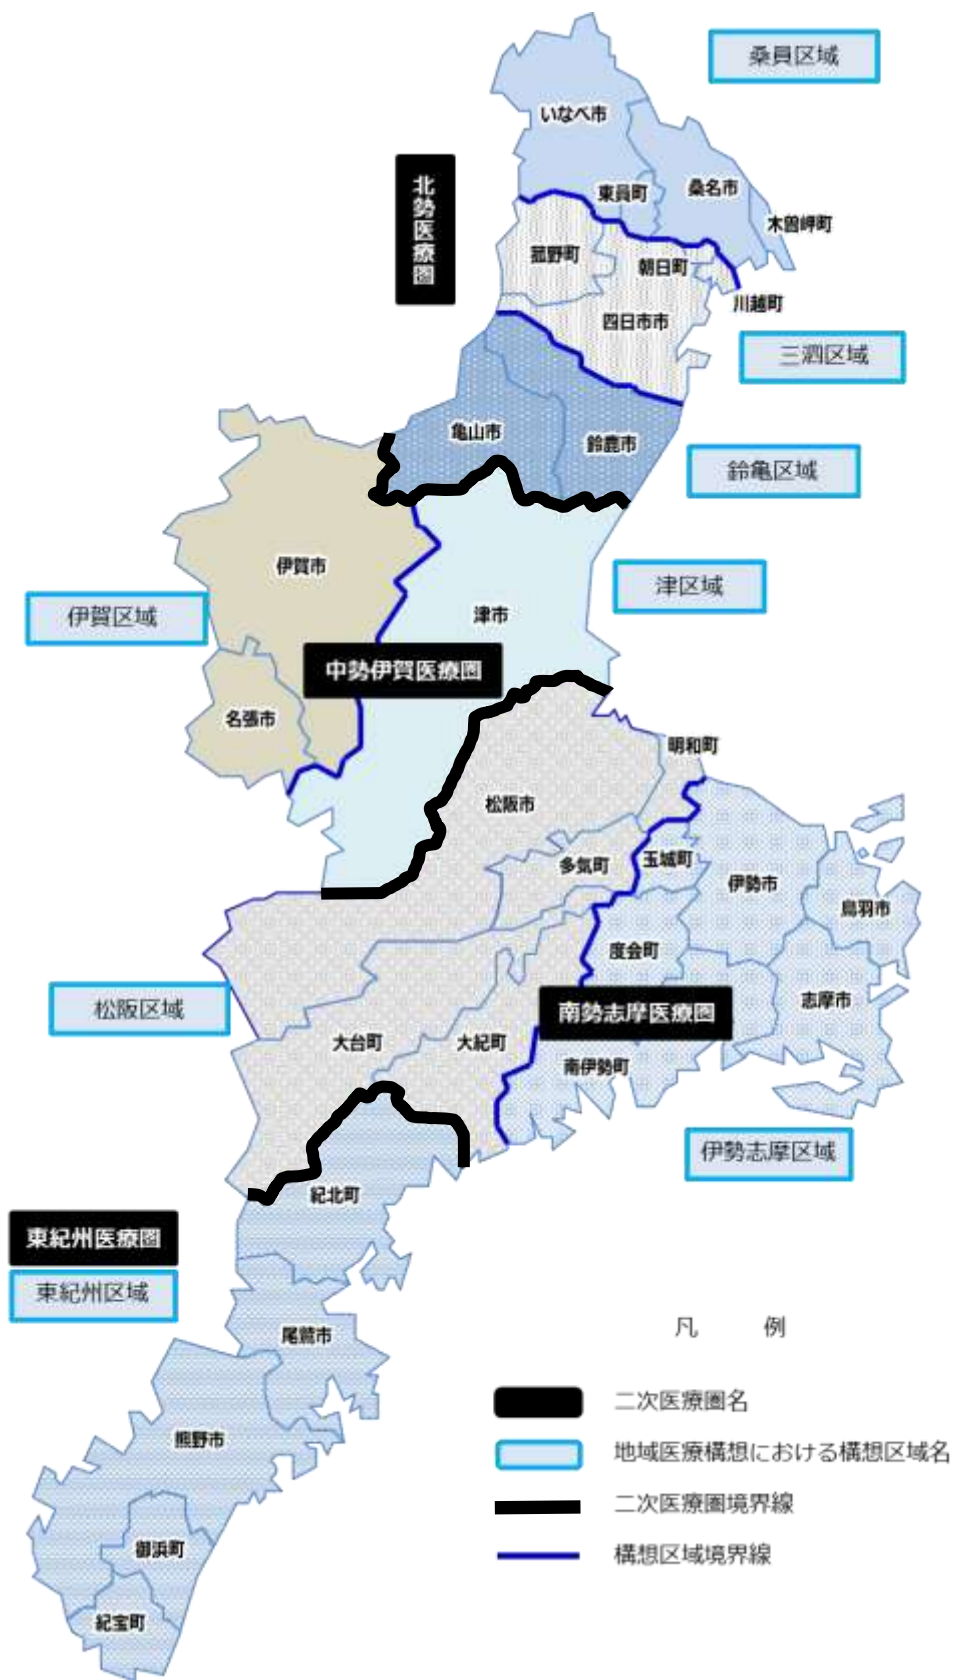 桑員区域
いなべ市
北勢医療圏
東員町
桑名市
木曽岬町
菰野町
朝日町
川越町
四日市市
三泗区域
亀山市
鈴鹿市
鈴亀区域
伊賀市
津区域
伊賀区域
津市
中勢伊賀医療圏
名張市
明和町
松阪市
多気町
玉城町
伊勢市
鳥羽市
度会町
松阪区域
南勢志摩医療圏
志摩市
大台町
大紀町
南伊勢町
伊勢志摩区域
紀北町
東紀州医療圏
東紀州区域
尾鷲市
熊野市
御浜町
紀宝町
凡 例
二次医療圏名
地域医療構想における構想区域名
二次医療圏境界線
構想区域境界線